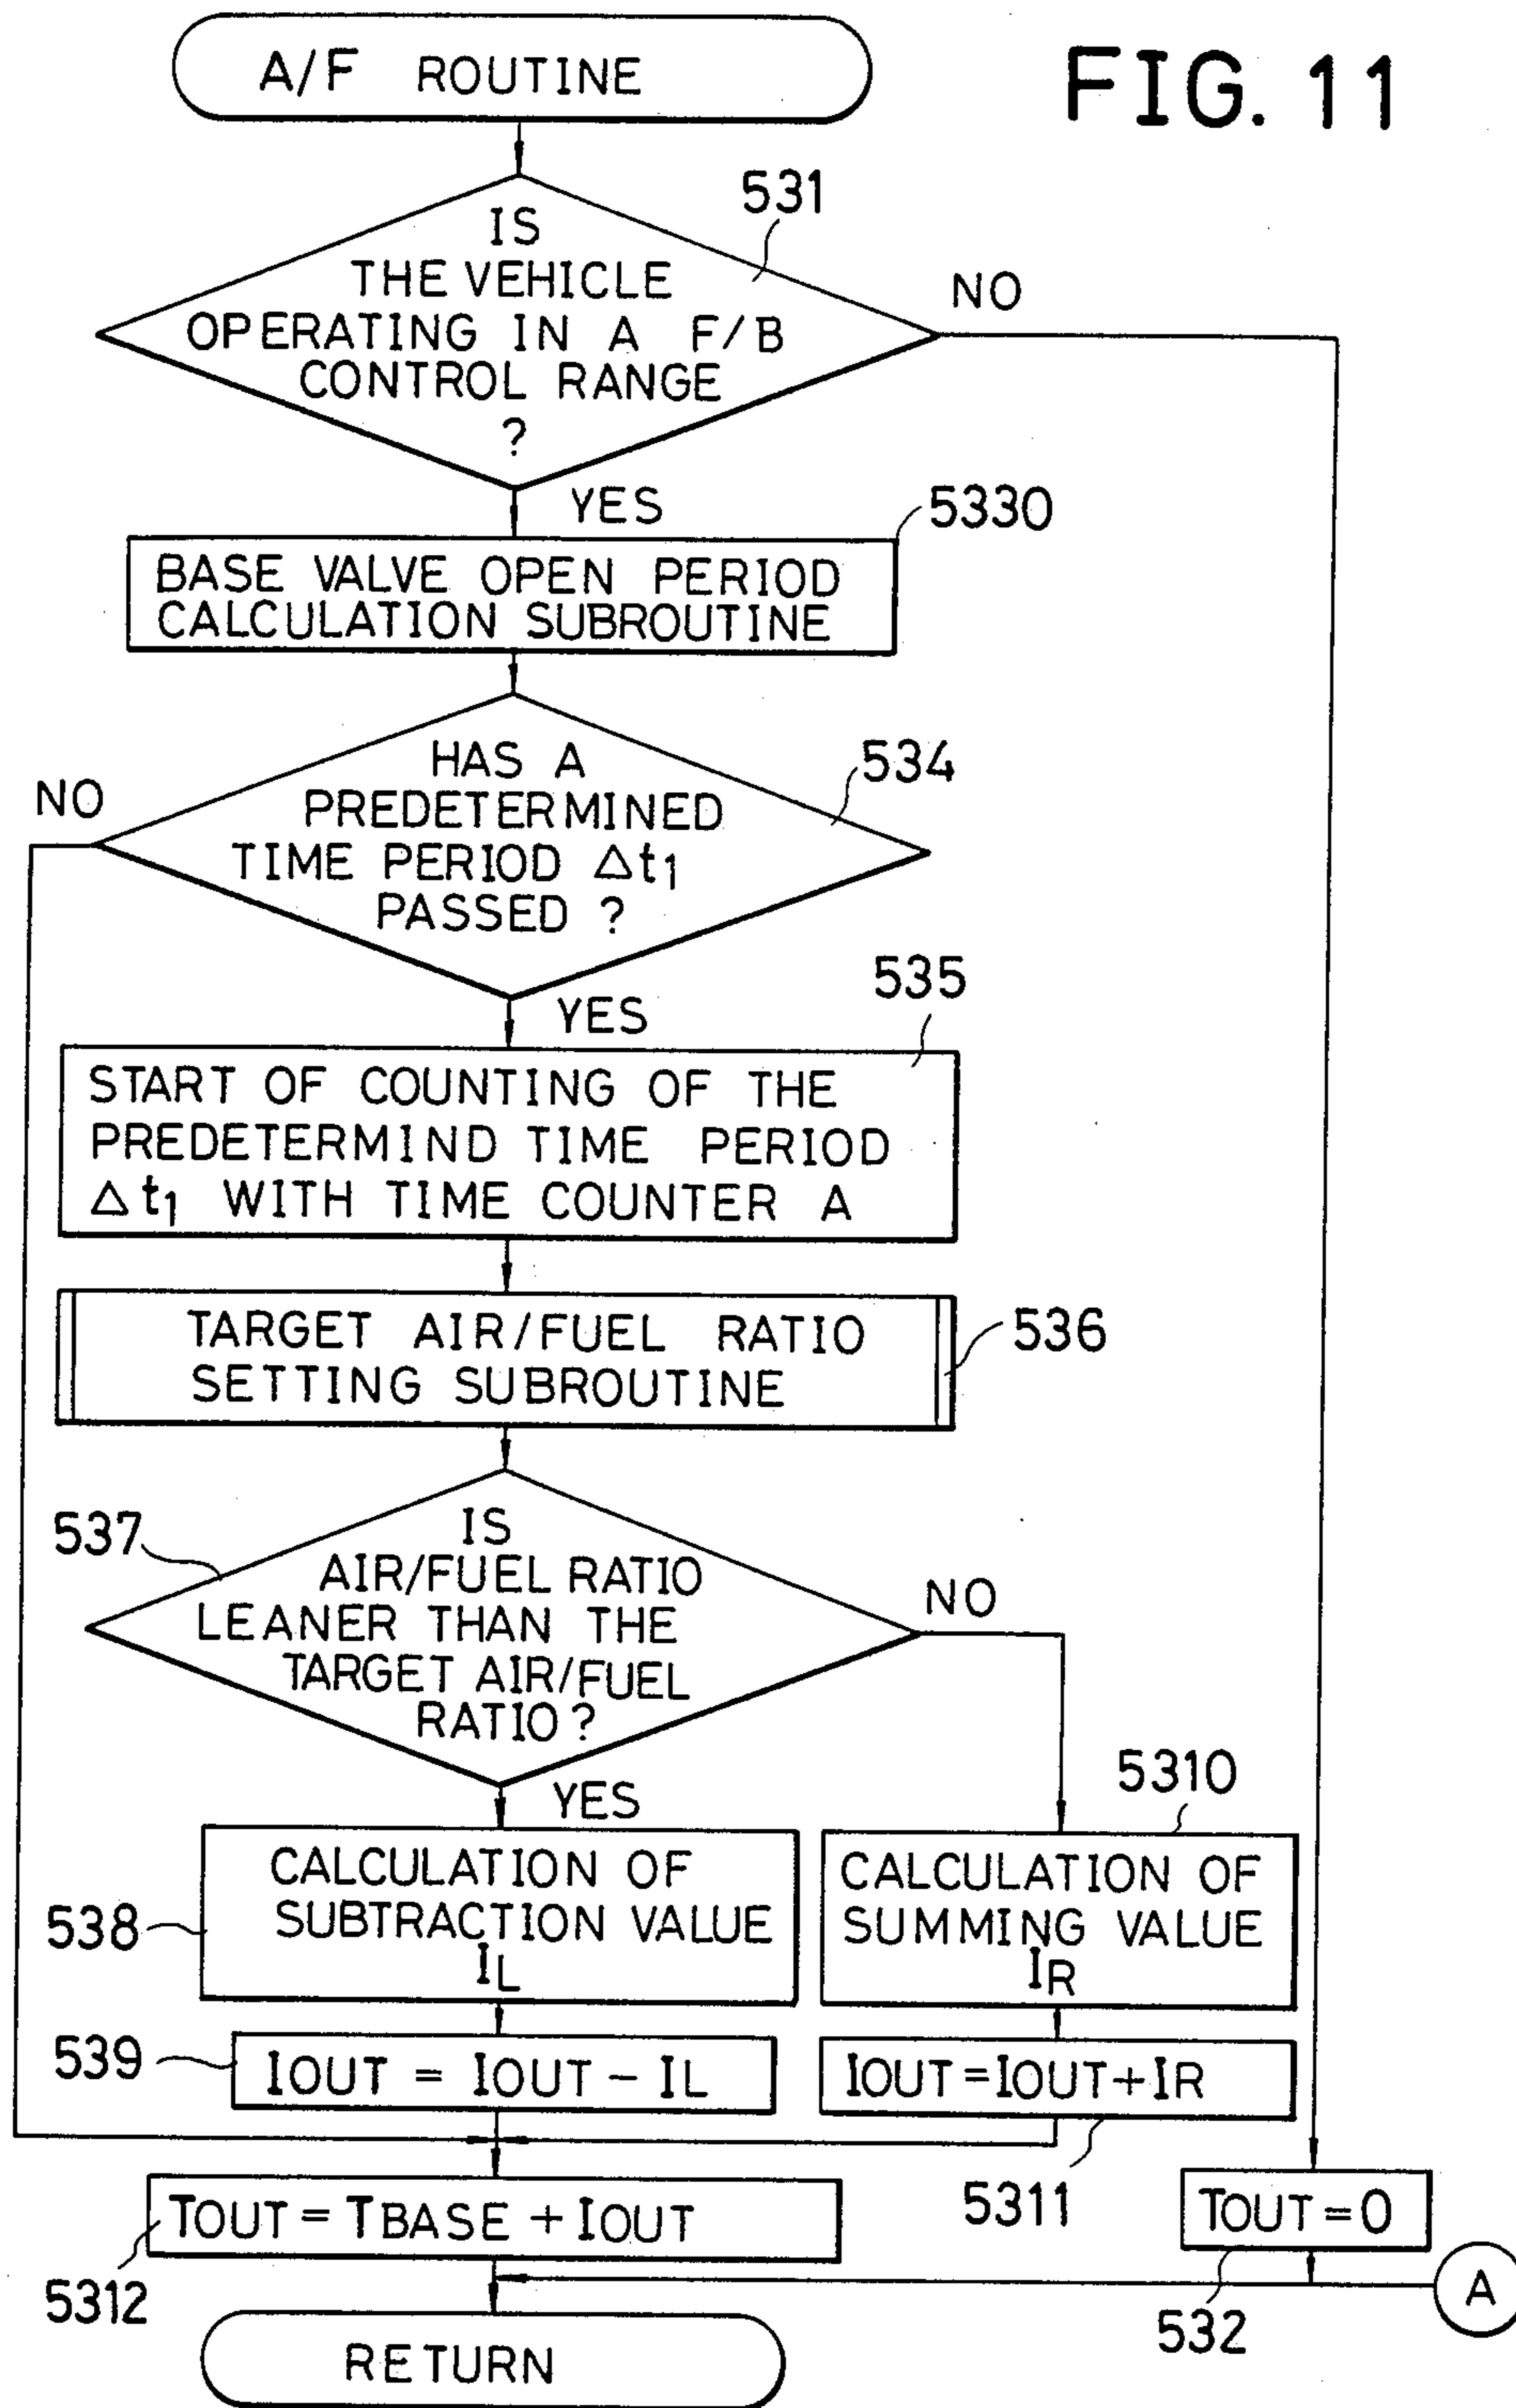 A/F ROUTINE
FIG. 11
531
IS
THE VEHICLE
OPERATING IN A F/B
CONTROL RANGE
?
NO
YES
5330
BASE VALVE OPEN PERIOD
CALCULATION SUBROUTINE
534
HAS A
PREDETERMINED
TIME PERIOD Δt1
PASSED ?
NO
YES
535
START OF COUNTING OF THE
PREDETERMIND TIME PERIOD
Δt1 WITH TIME COUNTER A
TARGET AIR/FUEL RATIO
SETTING SUBROUTINE
536
537
IS
AIR/FUEL RATIO
LEANER THAN THE
TARGET AIR/FUEL
RATIO?
NO
YES
5310
538
CALCULATION OF
SUBTRACTION VALUE
IL
CALCULATION OF
SUMMING VALUE
IR
539
IOUT = IOUT - IL
IOUT=IOUT+IR
5311
TOUT = TBASE + IOUT
5312
TOUT=0
532
A
RETURN